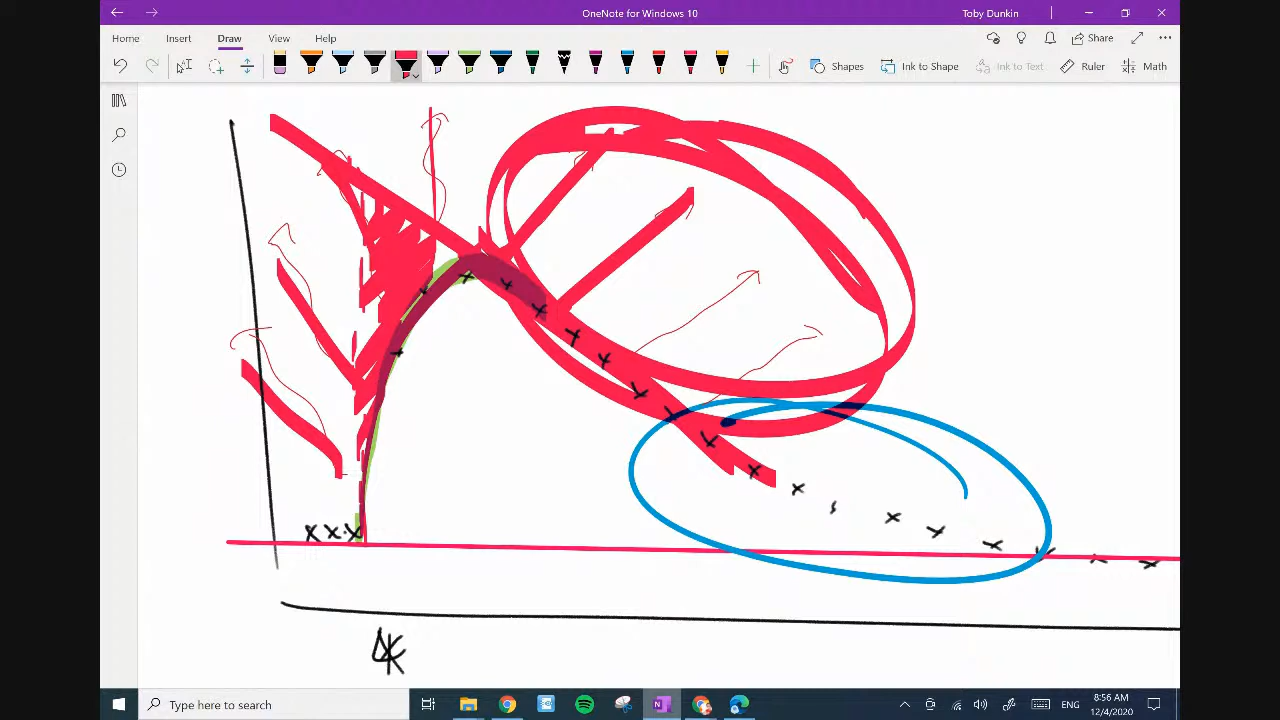 OneNote for Windows 10
Toby Dunkin
Home Insert Draw View Help
Share
Shapes
Ink to Shape
Ink to Text
Ruler
Math
x x x
Type here to search
ENG
8:56 AM
12/4/2020